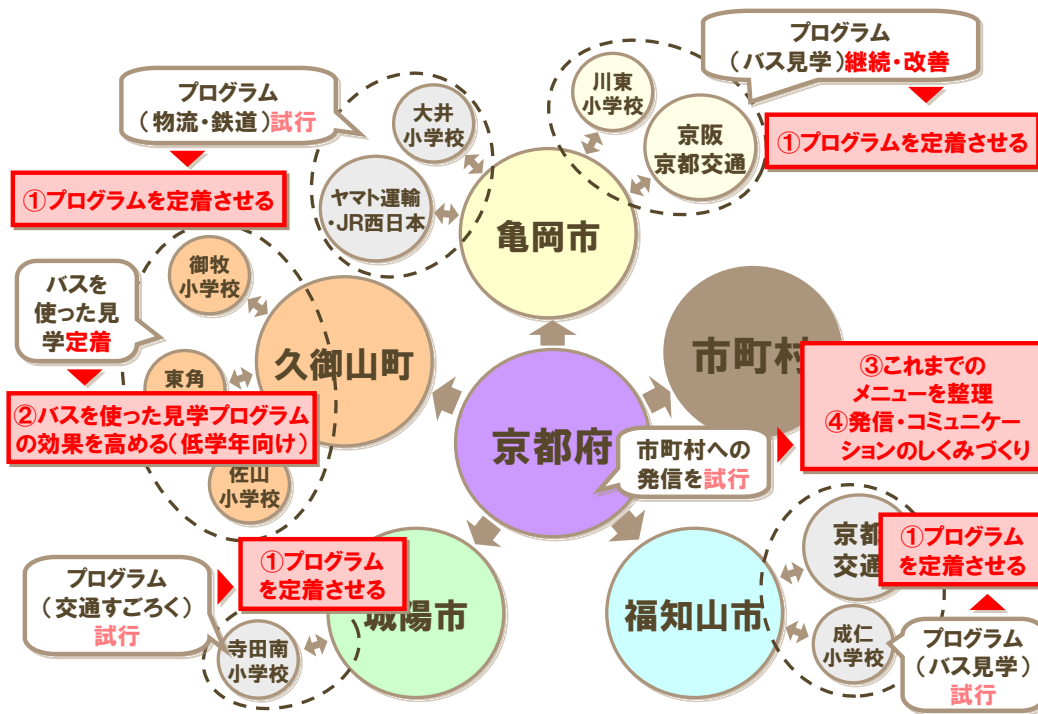 プログラム
（バス見学）継続・改善
①プログラムを定着させる
川東
小学校
京阪
京都交通
プログラム
（物流・鉄道）試行
①プログラムを定着させる
大井
小学校
ヤマト運輸
・JR西日本
亀岡市
御牧
小学校
バスを
使った見
学定着
久御山町
東角
②バスを使った見学プログラム
の効果を高める（低学年向け）
佐山
小学校
市町村
③これまでの
メニューを整理
④発信・コミュニケー
ションのしくみづくり
京都府
市町村への
発信を試行
①プログラム
を定着させる
プログラム
（交通すごろく）
試行
寺田南
小学校
城陽市
福知山市
京都
交通
①プログラム
を定着させる
成仁
小学校
プログラム
（バス見学）
試行